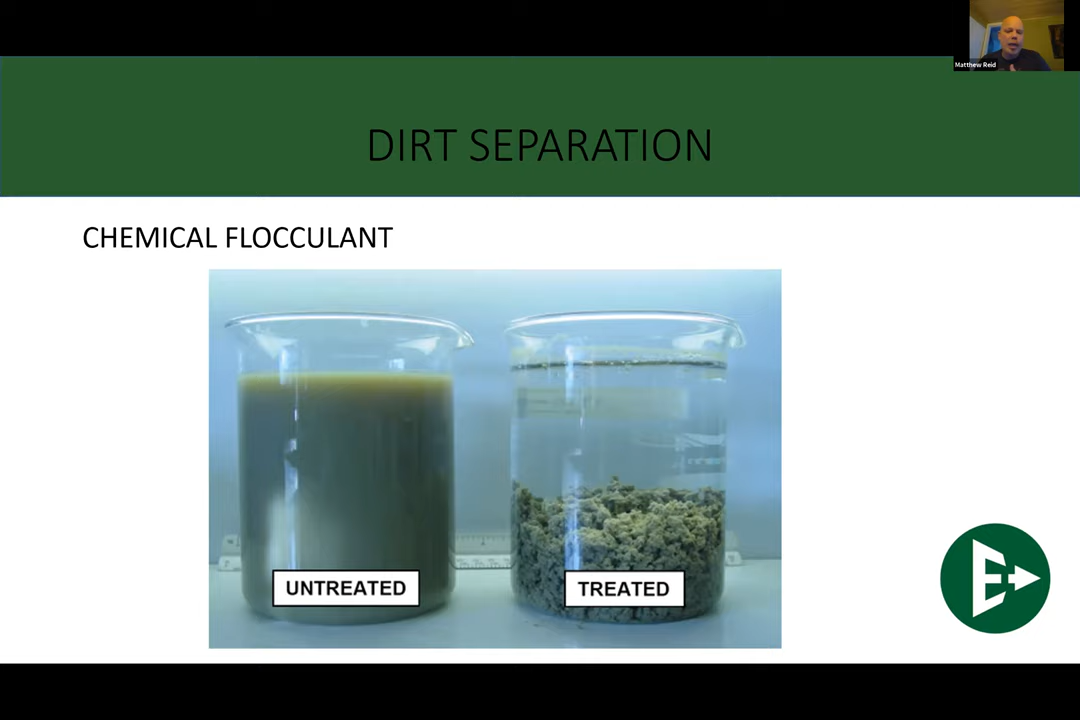 Matthew Reid
DIRT SEPARATION
CHEMICAL FLOCCULANT
UNTREATED
TREATED